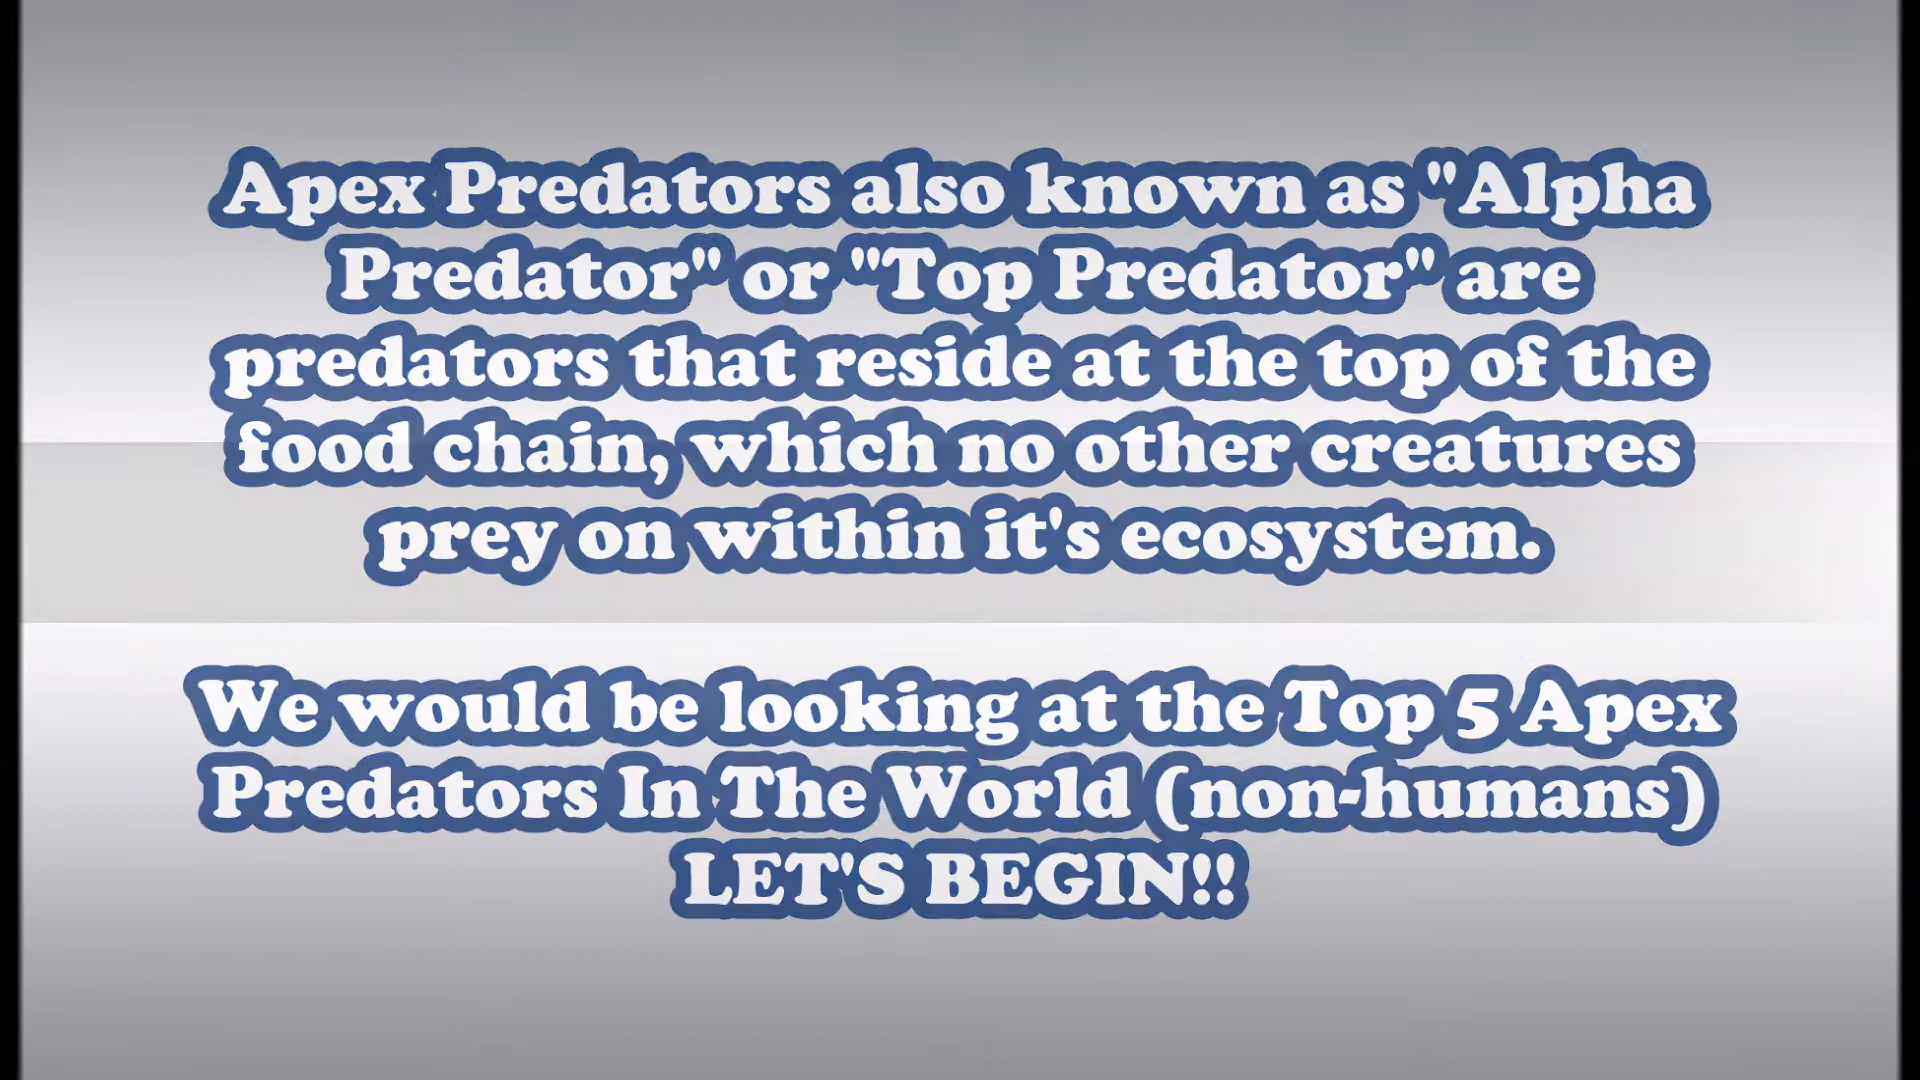 Apex Predators also known as "Alpha
Predator" or "Top Predator" are
predators that reside at the top of the
food chain, which no other creatures
prey on within it's ecosystem.
We would be looking at the Top 5 Apex
Predators In The World (non-humans)
LET'S BEGIN!!